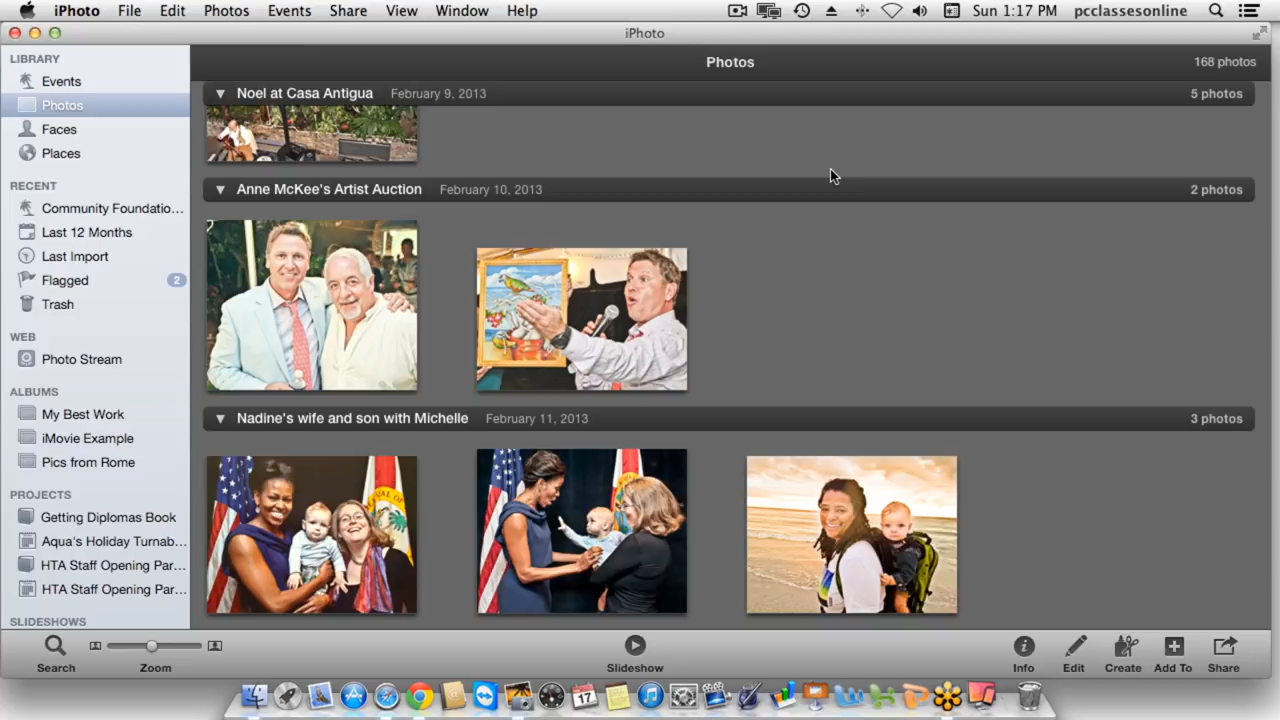 iPhoto File Edit Photos Events Share View Window Help Sun 1:17 PM pcclassesonline
iPhoto
LIBRARY
Events
Photos
Faces
Places
RECENT
Community Foundatio...
Last 12 Months
Last Import
Flagged 2
Trash
WEB
Photo Stream
ALBUMS
My Best Work
iMovie Example
Pics from Rome
PROJECTS
Getting Diplomas Book
Aqua's Holiday Turnab...
HTA Staff Opening Par...
HTA Staff Opening Par...
SLIDESHOWS
Photos 168 photos
Noel at Casa Antigua February 9, 2013 5 photos
Anne McKee's Artist Auction February 10, 2013 2 photos
Nadine's wife and son with Michelle February 11, 2013 3 photos
Search Zoom Slideshow Info Edit Create Add To Share
17